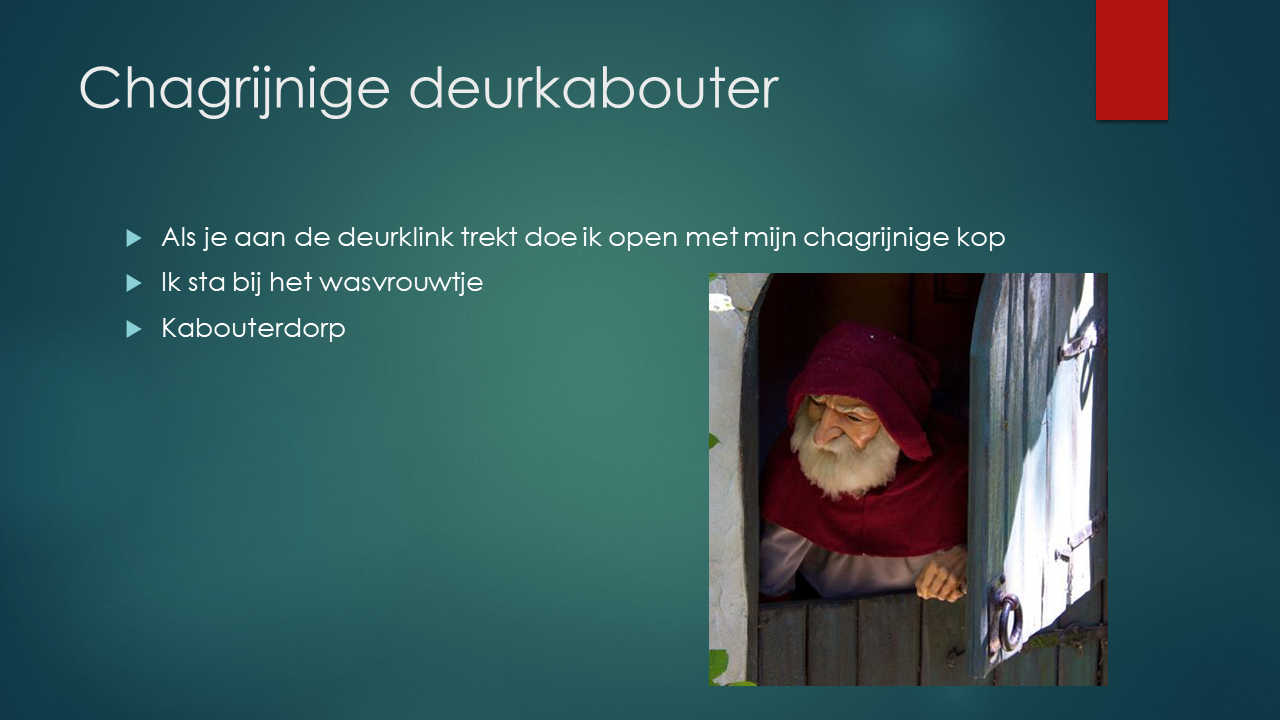 Chagrijnige deurkabouter
Als je aan de deurklink trekt doe ik open met mijn chagrijnige kop
Ik sta bij het wasvrouwtje
Kabouterdorp